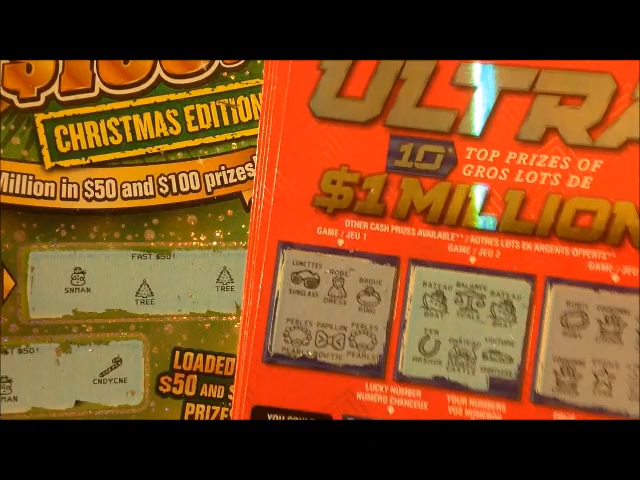 CHRISTMAS EDITION
Million in $50 and $100 prizes
FAST $50!
SNMAN
TREE
TREE
$50!
MAN
CNDYCNE
LOADED
$50 AND
PRIZE
ULTRA
10 TOP PRIZES OF
GROS LOTS DE
$1 MILLION
OTHER CASH PRIZES AVAILABLE** / AUTRES LOTS EN ARGENT OFFERTS**
GAME / JEU 1
GAME / JEU 2
LUNETTES
SUNGLASS
ROBE
DRESS
BAGUE
RING
PERLES
PEARLS
PAPILLON
BOWTIE
PERLES
PEARLS
BATEAU
BOAT
BALANCE
BATEAU
BOAT
FER
HRSHOE
CHATEAU
CASTLE
VOITURE
LUCKY NUMBER
NUMÉRO CHANCEUX
YOUR NUMBERS
VOS NUMÉROS